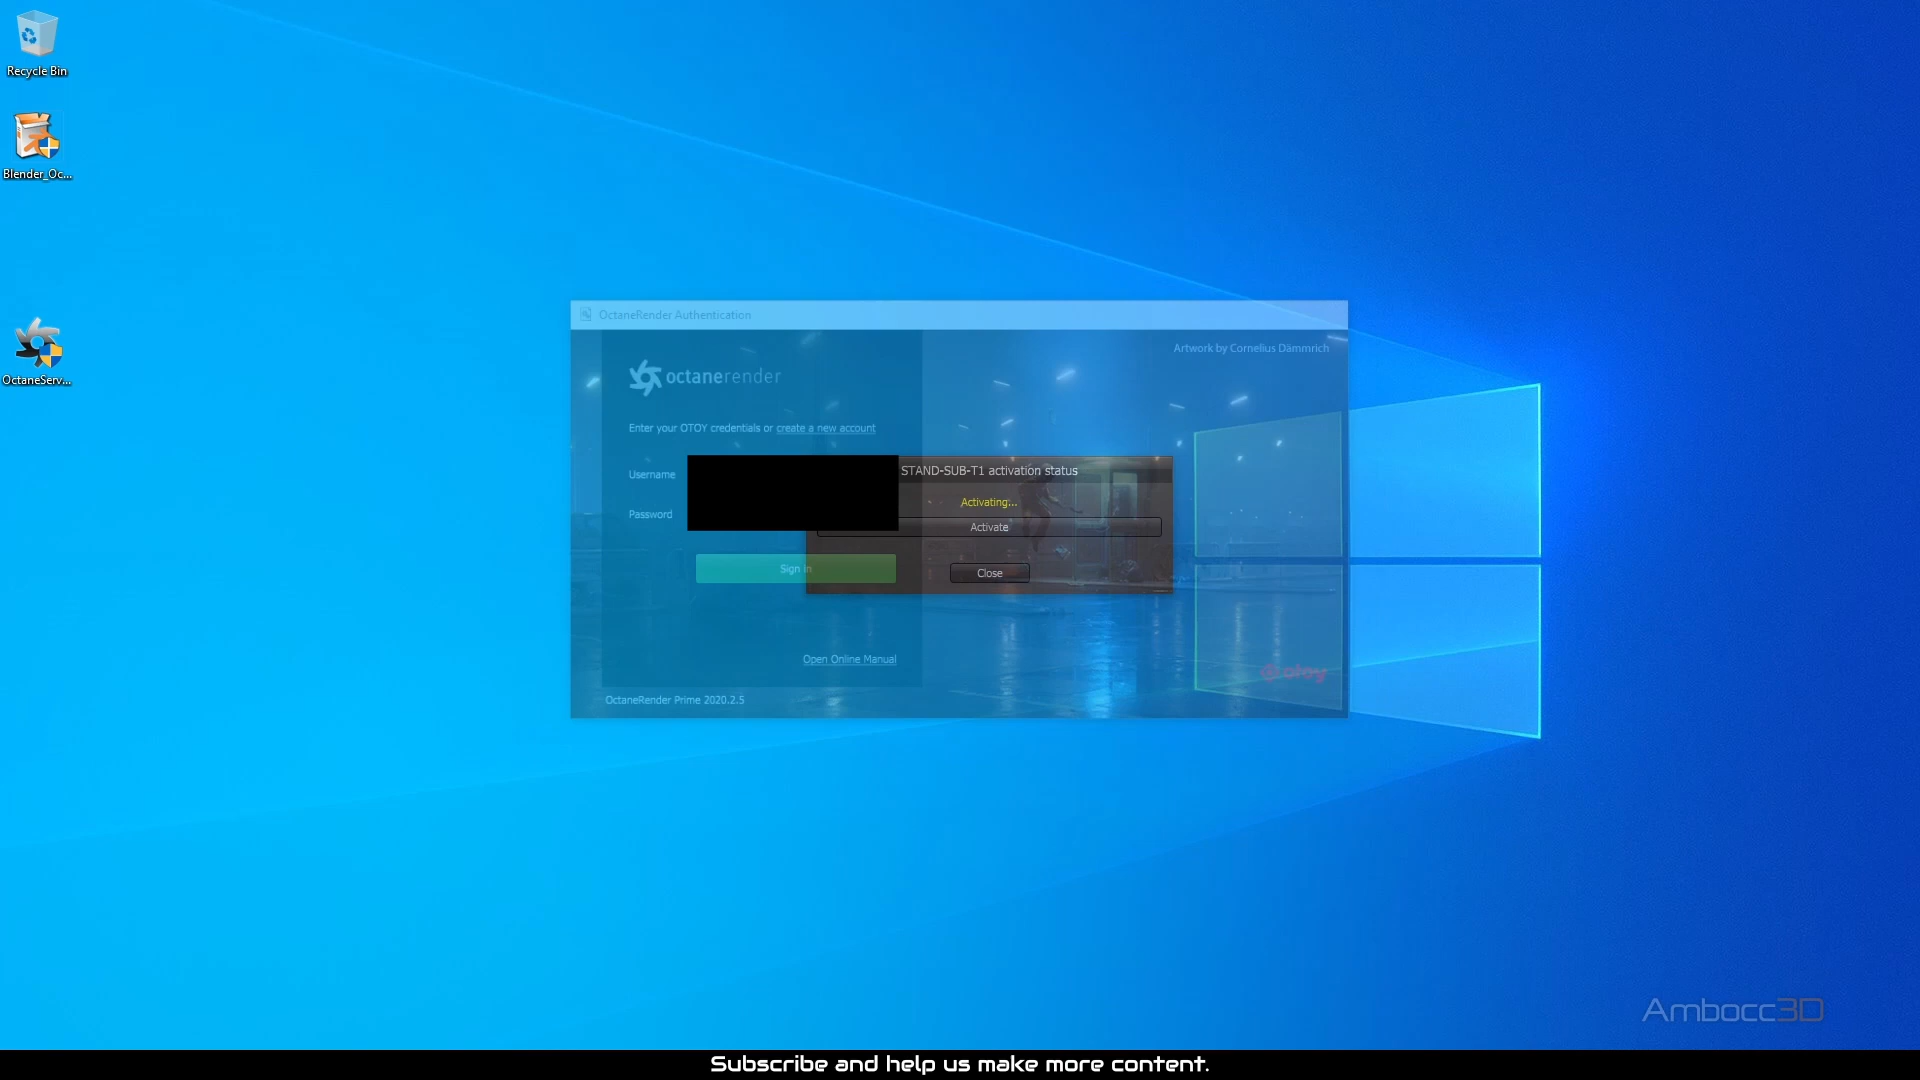 Recycle Bin
Blender_Oc...
OctaneServ...
OctaneRender Authentication
Artwork by Cornelius Dämmrich
octanerender
Enter your OTOY credentials or create a new account
Username
Password
Sign in
STAND-SUB-T1 activation status
Activating...
Activate
Close
Open Online Manual
otoy
OctaneRender Prime 2020.2.5
Ambocc3D
Subscribe and help us make more content.